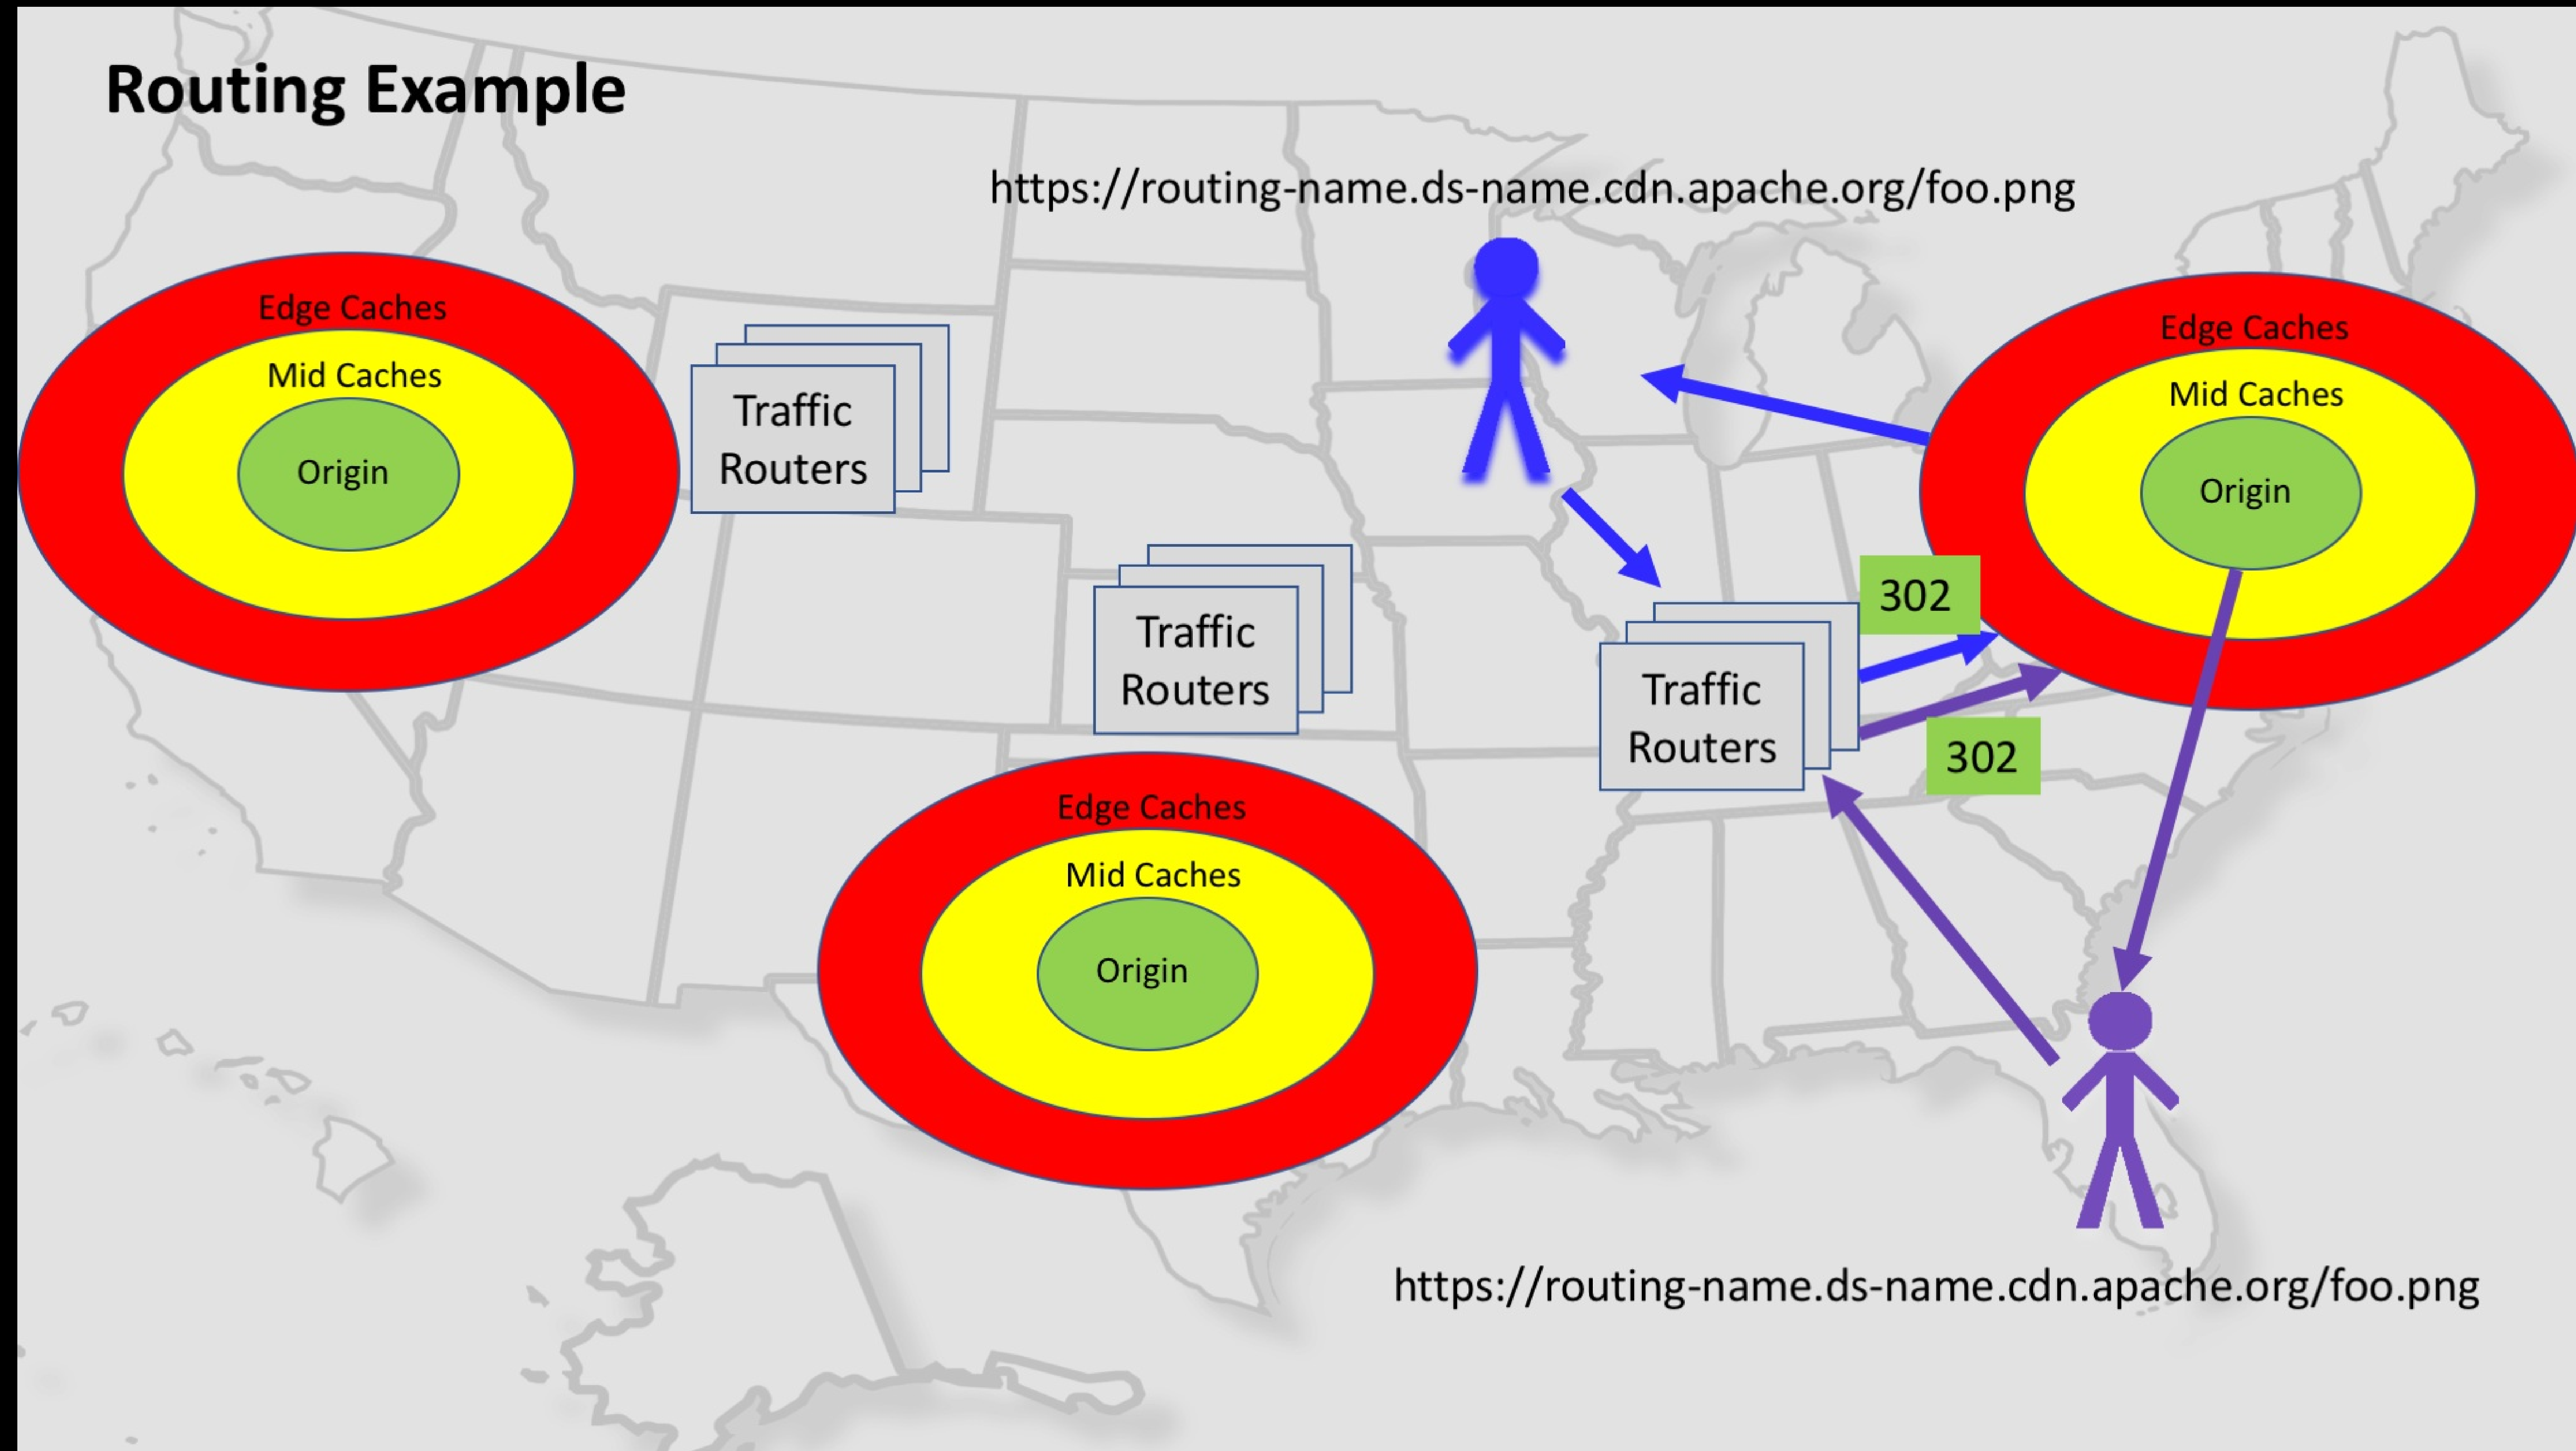 Routing Example
https://routing-name.ds-name.cdn.apache.org/foo.png
Edge Caches
Mid Caches
Origin
Traffic
Routers
Edge Caches
Mid Caches
Origin
Traffic
Routers
302
Traffic
Routers
302
Edge Caches
Mid Caches
Origin
https://routing-name.ds-name.cdn.apache.org/foo.png